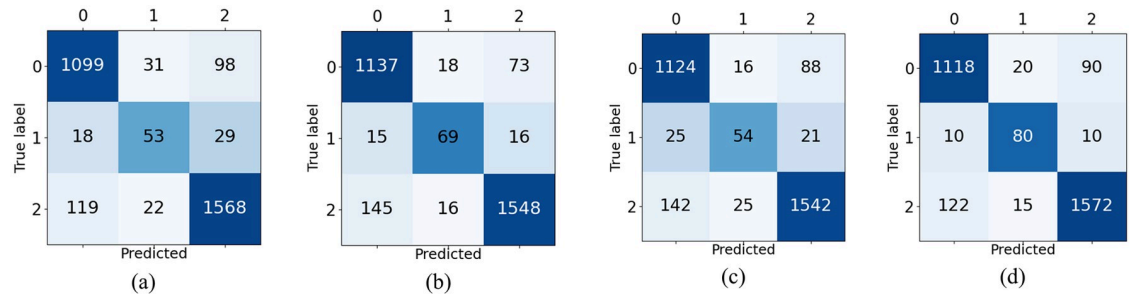 0 1 2
True label
0 1099 31 98
1 18 53 29
2 119 22 1568
Predicted
(a)
0 1 2
True label
0 1137 18 73
1 15 69 16
2 145 16 1548
Predicted
(b)
0 1 2
True label
0 1124 16 88
1 25 54 21
2 142 25 1542
Predicted
(c)
0 1 2
True label
0 1118 20 90
1 10 80 10
2 122 15 1572
Predicted
(d)